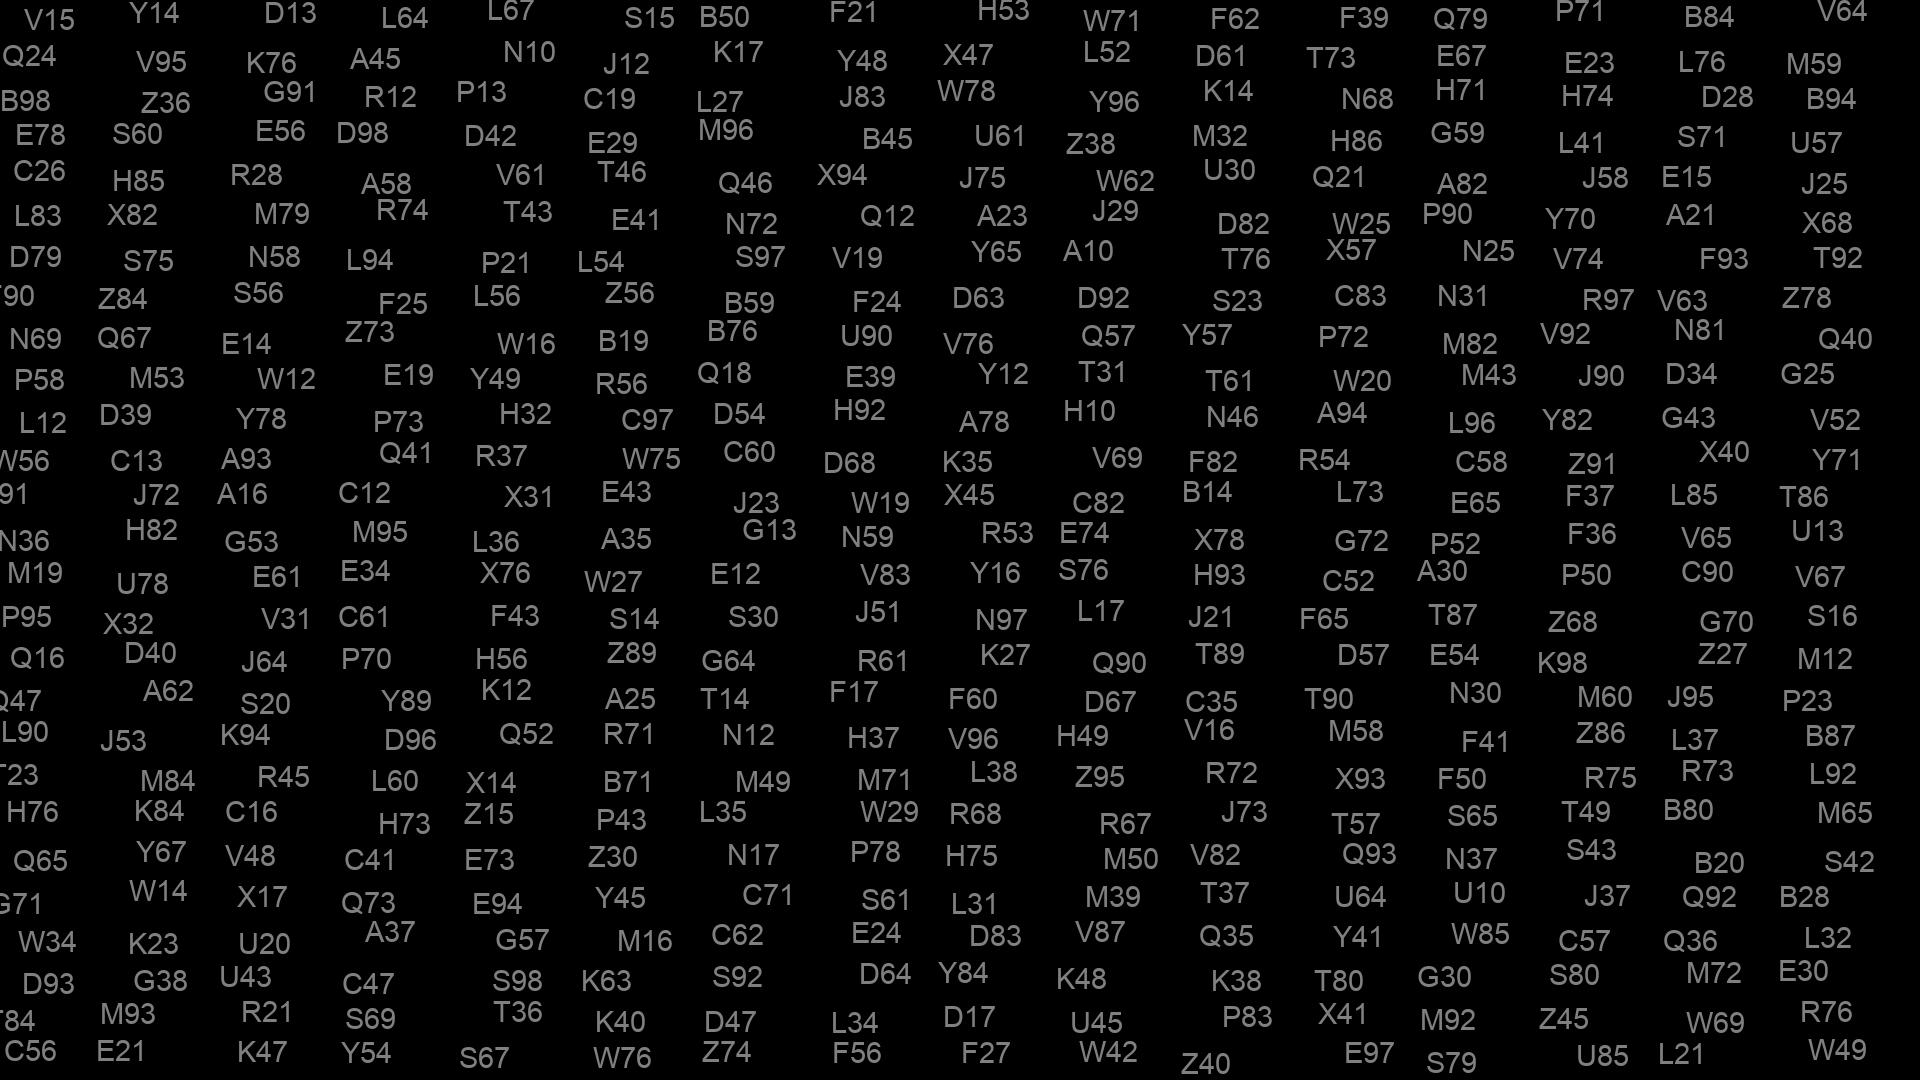 V15 Y14 D13 L64 L67 S15 B50 F21 H53 W71 F62 F39 Q79 P71 B84 V64
Q24 V95 K76 A45 N10 J12 K17 Y48 X47 L52 D61 T73 E67 E23 L76 M59
B98 Z36 G91 R12 P13 C19 L27 J83 W78 Y96 K14 N68 H71 H74 D28 B94
E78 S60 E56 D98 D42 E29 M96 B45 U61 Z38 M32 H86 G59 L41 S71 U57
C26 H85 R28 A58 V61 T46 Q46 X94 J75 W62 U30 Q21 A82 J58 E15 J25
L83 X82 M79 R74 T43 E41 N72 Q12 A23 J29 D82 W25 P90 Y70 A21 X68
D79 S75 N58 L94 P21 L54 S97 V19 Y65 A10 T76 X57 N25 V74 F93 T92
90 Z84 S56 F25 L56 Z56 B59 F24 D63 D92 S23 C83 N31 R97 V63 Z78
N69 Q67 E14 Z73 W16 B19 B76 U90 V76 Q57 Y57 P72 M82 V92 N81 Q40
P58 M53 W12 E19 Y49 R56 Q18 E39 Y12 T31 T61 W20 M43 J90 D34 G25
L12 D39 Y78 P73 H32 C97 D54 H92 A78 H10 N46 A94 L96 Y82 G43 V52
W56 C13 A93 Q41 R37 W75 C60 D68 K35 V69 F82 R54 C58 Z91 X40 Y71
91 J72 A16 C12 X31 E43 J23 W19 X45 C82 B14 L73 E65 F37 L85 T86
N36 H82 G53 M95 L36 A35 G13 N59 R53 E74 X78 G72 P52 F36 V65 U13
M19 U78 E61 E34 X76 W27 E12 V83 Y16 S76 H93 C52 A30 P50 C90 V67
P95 X32 V31 C61 F43 S14 S30 J51 N97 L17 J21 F65 T87 Z68 G70 S16
Q16 D40 J64 P70 H56 Z89 G64 R61 K27 Q90 T89 D57 E54 K98 Z27 M12
Q47 A62 S20 Y89 K12 A25 T14 F17 F60 D67 C35 T90 N30 M60 J95 P23
L90 J53 K94 D96 Q52 R71 N12 H37 V96 H49 V16 M58 F41 Z86 L37 B87
T23 M84 R45 L60 X14 B71 M49 M71 L38 Z95 R72 X93 F50 R75 R73 L92
H76 K84 C16 H73 Z15 P43 L35 W29 R68 R67 J73 T57 S65 T49 B80 M65
Q65 Y67 V48 C41 E73 Z30 N17 P78 H75 M50 V82 Q93 N37 S43 B20 S42
G71 W14 X17 Q73 E94 Y45 C71 S61 L31 M39 T37 U64 U10 J37 Q92 B28
W34 K23 U20 A37 G57 M16 C62 E24 D83 V87 Q35 Y41 W85 C57 Q36 L32
D93 G38 U43 C47 S98 K63 S92 D64 Y84 K48 K38 T80 G30 S80 M72 E30
84 M93 R21 S69 T36 K40 D47 L34 D17 U45 P83 X41 M92 Z45 W69 R76
C56 E21 K47 Y54 S67 W76 Z74 F56 F27 W42 Z40 E97 S79 U85 L21 W49